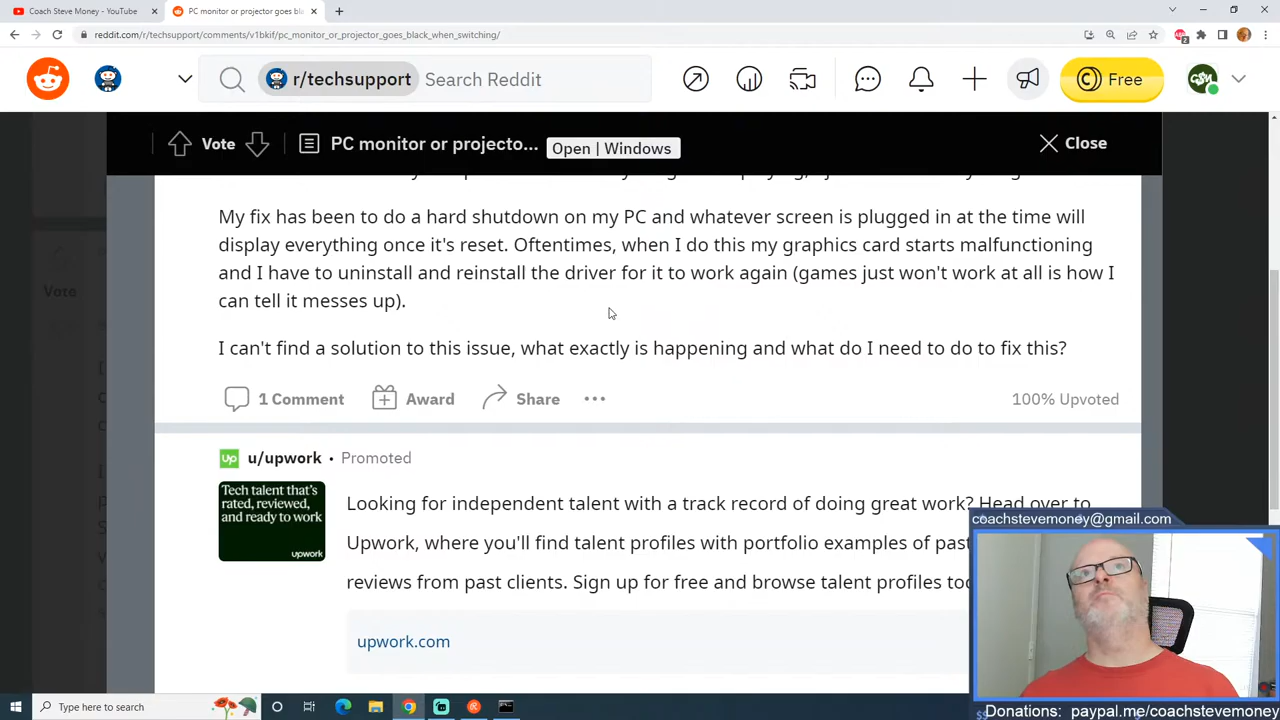 Coach Steve Money - YouTube
PC monitor or projector goes bla
reddit.com/r/techsupport/comments/v1bkif/pc_monitor_or_projector_goes_black_when_switching/
r/techsupport
Search Reddit
Free
CSM
Vote
PC monitor or projecto...
Open | Windows
Close
My fix has been to do a hard shutdown on my PC and whatever screen is plugged in at the time will
display everything once it's reset. Oftentimes, when I do this my graphics card starts malfunctioning
and I have to uninstall and reinstall the driver for it to work again (games just won't work at all is how I
can tell it messes up).
Vote
I can't find a solution to this issue, what exactly is happening and what do I need to do to fix this?
1 Comment
Award
Share
100% Upvoted
Up
u/upwork • Promoted
Tech talent that's
rated, reviewed,
and ready to work
upwork
Looking for independent talent with a track record of doing great work? Head over to
Upwork, where you'll find talent profiles with portfolio examples of past
reviews from past clients. Sign up for free and browse talent profiles
upwork.com
coachstevemoney@gmail.com
Type here to search
Donations: paypal.me/coachstevemoney